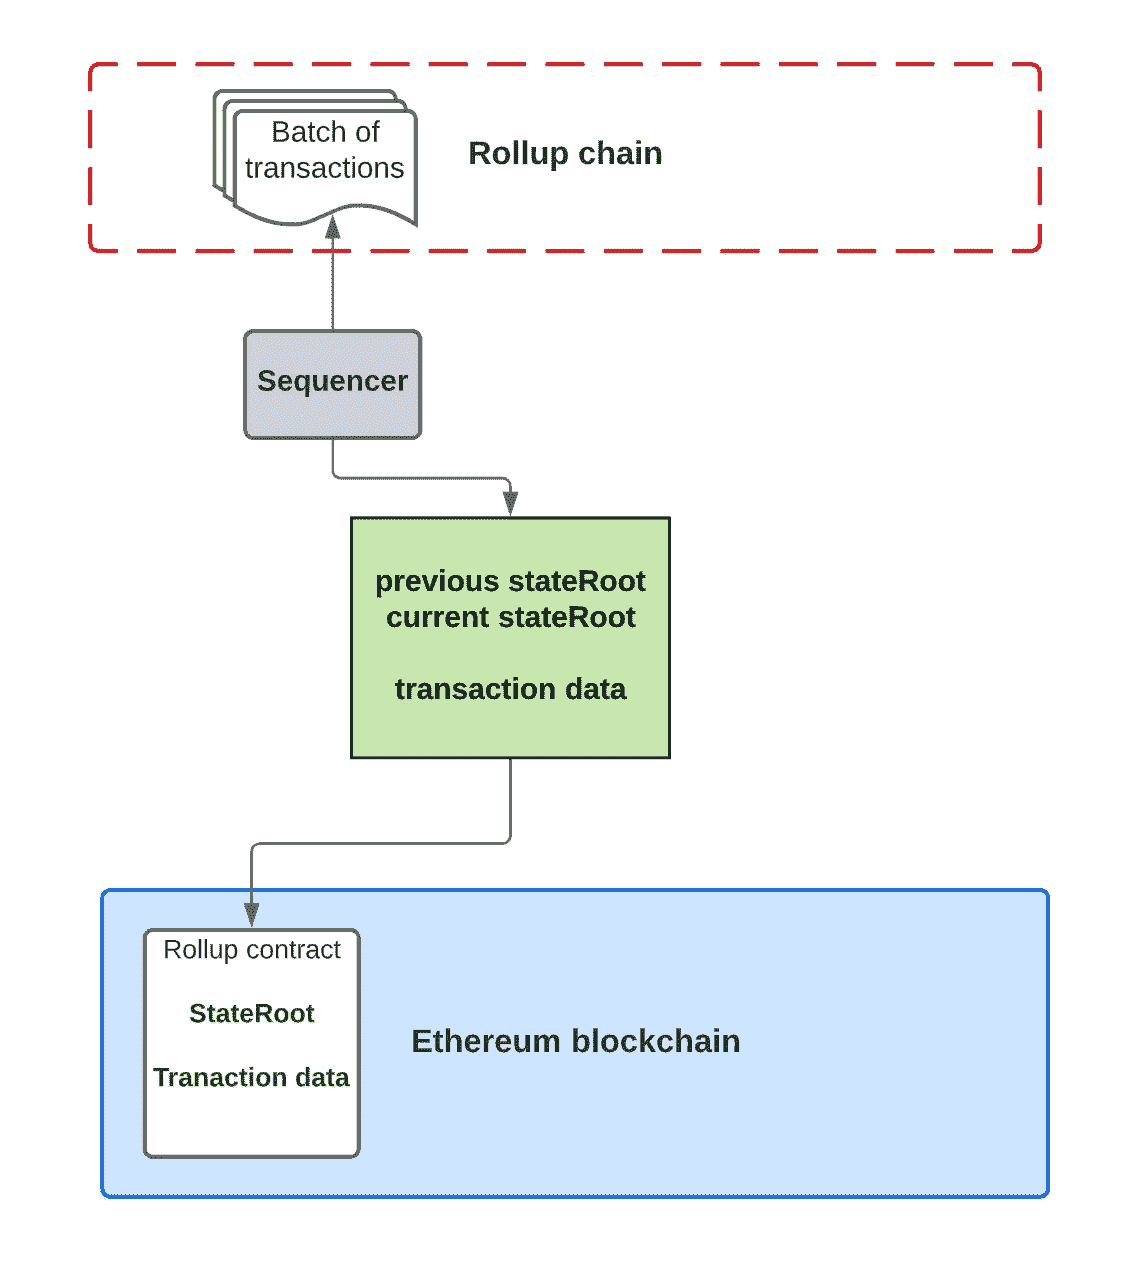 Batch of
transactions
Rollup chain
Sequencer
previous stateRoot
current stateRoot
transaction data
Rollup contract
StateRoot
Tranaction data
Ethereum blockchain